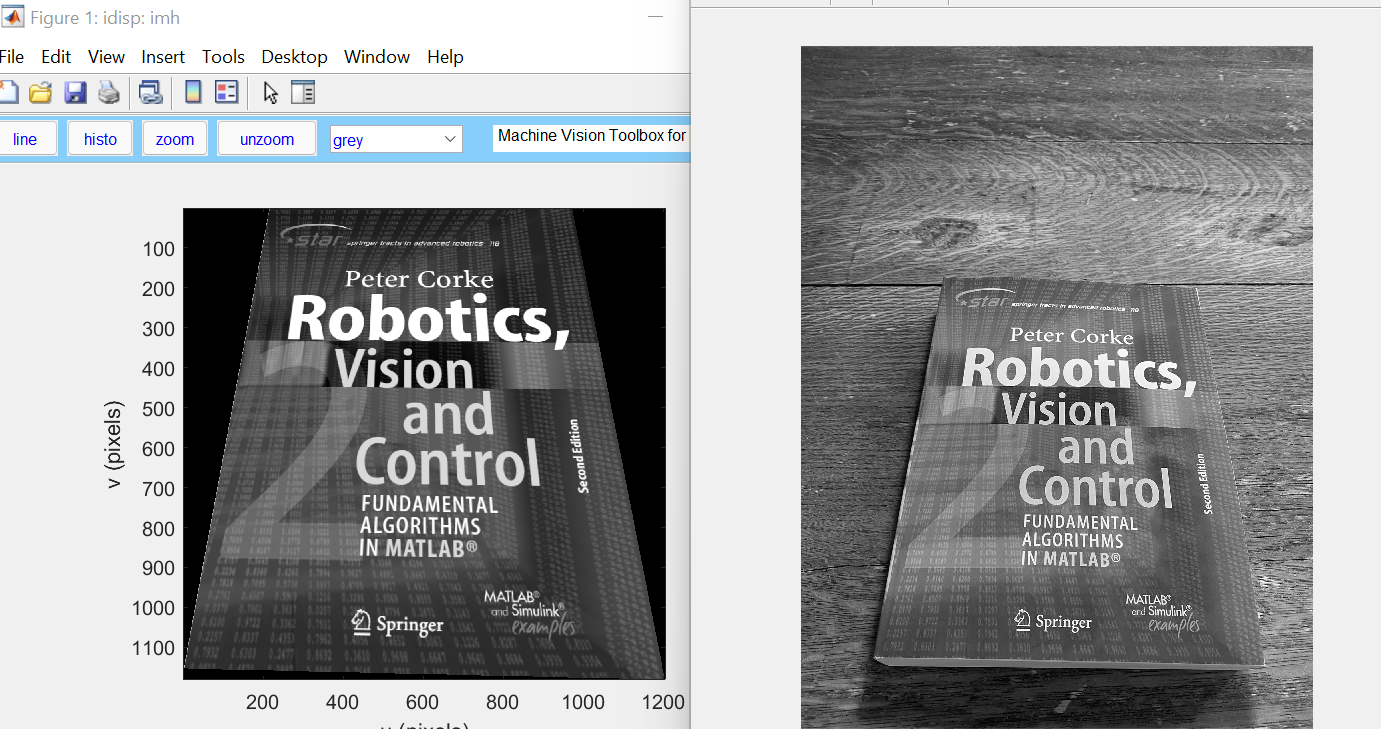 Figure 1: idisp: imh
File Edit View Insert Tools Desktop Window Help
line histo zoom unzoom grey Machine Vision Toolbox for
100
200
300
400
500
600
700
800
900
1000
1100
v (pixels)
200 400 600 800 1000 1200
u (pixels)
star springer tracts in advanced robotics 118
Peter Corke
Robotics,
Vision
and
Control
2
Second Edition
FUNDAMENTAL
ALGORITHMS
IN MATLAB®
MATLAB®
and Simulink®
examples
Springer
star springer tracts in advanced robotics 118
Peter Corke
Robotics,
Vision
and
Control
2
Second Edition
FUNDAMENTAL
ALGORITHMS
IN MATLAB®
MATLAB®
and Simulink®
examples
Springer